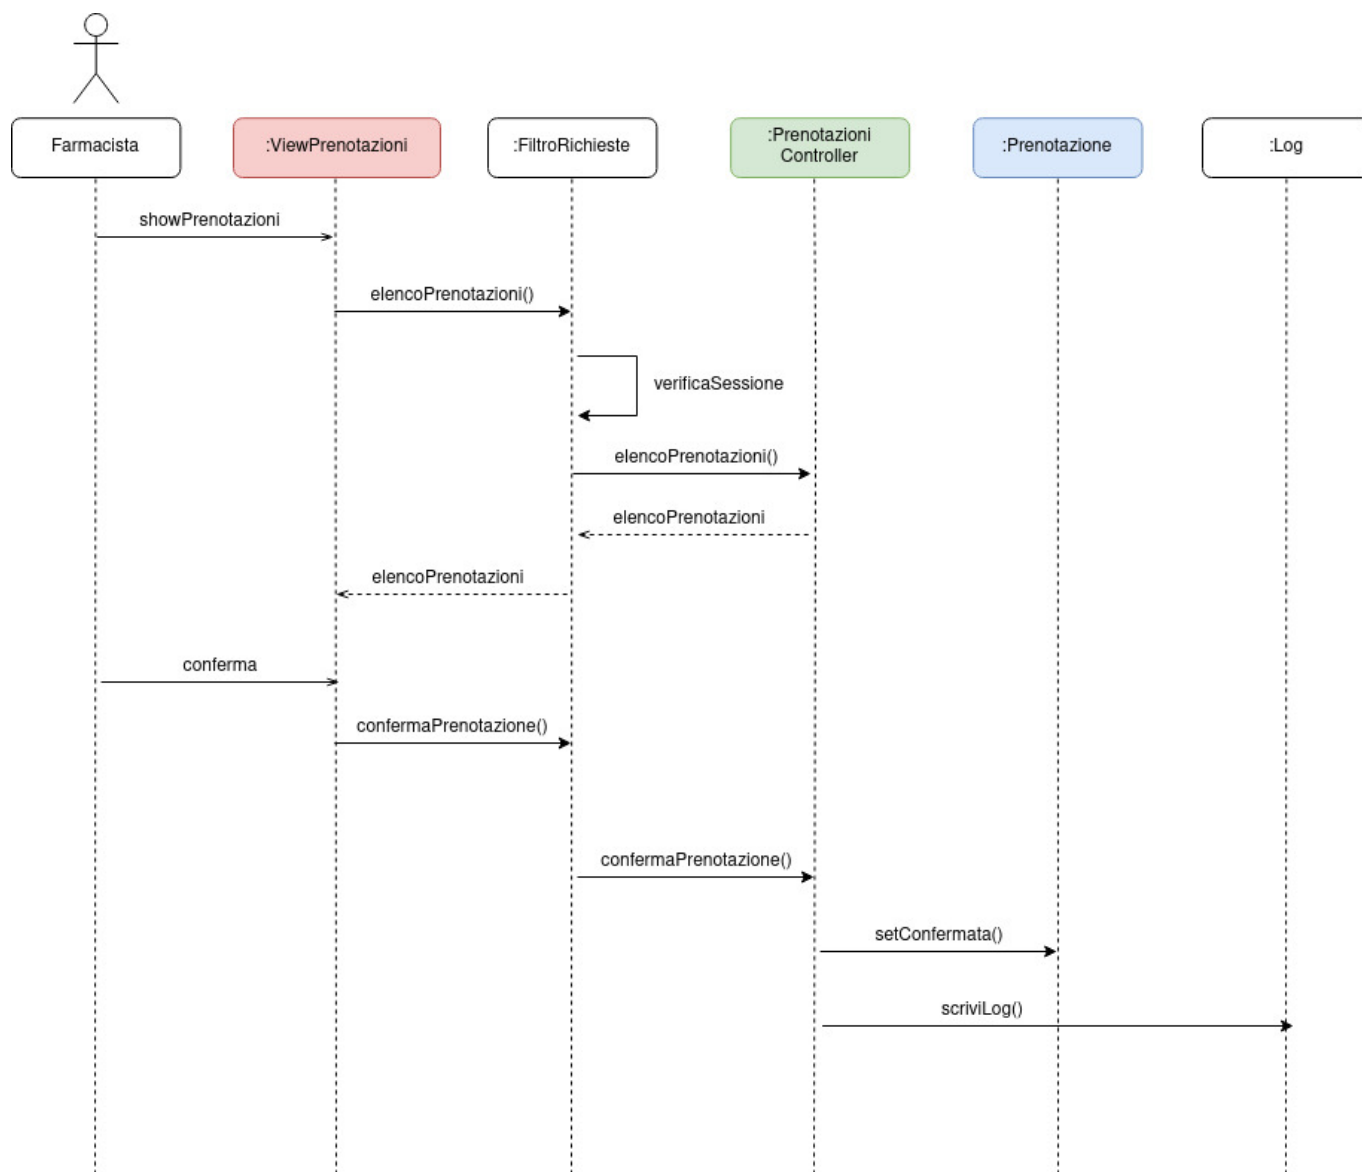 Farmacista
:ViewPrenotazioni
:FiltroRichieste
:Prenotazioni
Controller
:Prenotazione
:Log
showPrenotazioni
elencoPrenotazioni()
verificaSessione
elencoPrenotazioni()
elencoPrenotazioni
elencoPrenotazioni
conferma
confermaPrenotazione()
confermaPrenotazione()
setConfermata()
scriviLog()